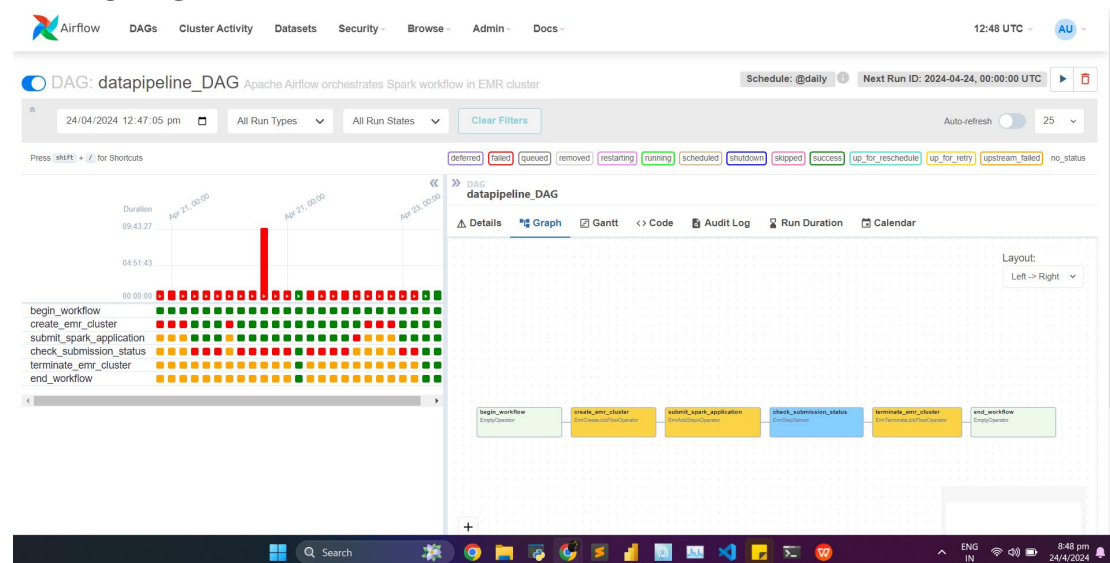 Airflow DAGs Cluster Activity Datasets Security Browse Admin Docs 12:48 UTC AU
DAG: datapipeline_DAG Apache Airflow orchestrates Spark workflow in EMR cluster Schedule: @daily Next Run ID: 2024-04-24, 00:00:00 UTC
24/04/2024 12:47:05 pm All Run Types All Run States Clear Filters Auto-refresh 25
Press shift + / for Shortcuts deferred failed queued removed restarting running scheduled shutdown skipped success up_for_reschedule up_for_retry upstream_failed no_status
DAG
datapipeline_DAG
Details Graph Gantt Code Audit Log Run Duration Calendar
Layout:
Left -> Right
Duration Apr 21, 00:00 Apr 21, 00:00 Apr 23, 00:00
09:43:27
04:51:43
00:00:00
begin_workflow
create_emr_cluster
submit_spark_application
check_submission_status
terminate_emr_cluster
end_workflow
begin_workflow create_emr_cluster submit_spark_application check_submission_status terminate_emr_cluster end_workflow
EmptyOperator EmrCreateJobFlowOperator EmrAddStepsOperator EmrStepSensor EmrTerminateJobFlowOperator EmptyOperator
Search
ENG
IN
8:48 pm
24/4/2024